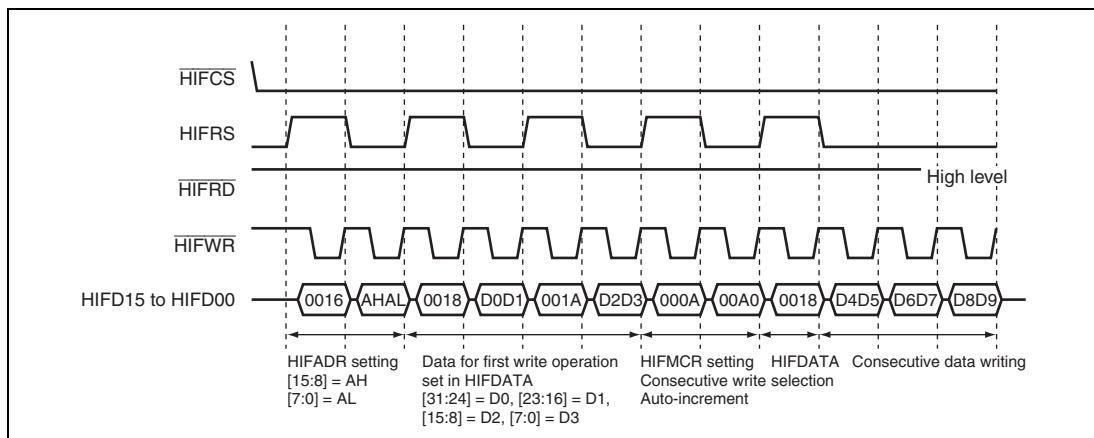 HIFCS
HIFRS
HIFRD
High level
HIFWR
HIFD15 to HIFD00
0016 AHAL 0018 D0D1 001A D2D3 000A 00A0 0018 D4D5 D6D7 D8D9
HIFADR setting
[15:8] = AH
[7:0] = AL
Data for first write operation
set in HIFDATA
[31:24] = D0, [23:16] = D1,
[15:8] = D2, [7:0] = D3
HIFMCR setting
Consecutive write selection
Auto-increment
HIFDATA
Consecutive data writing